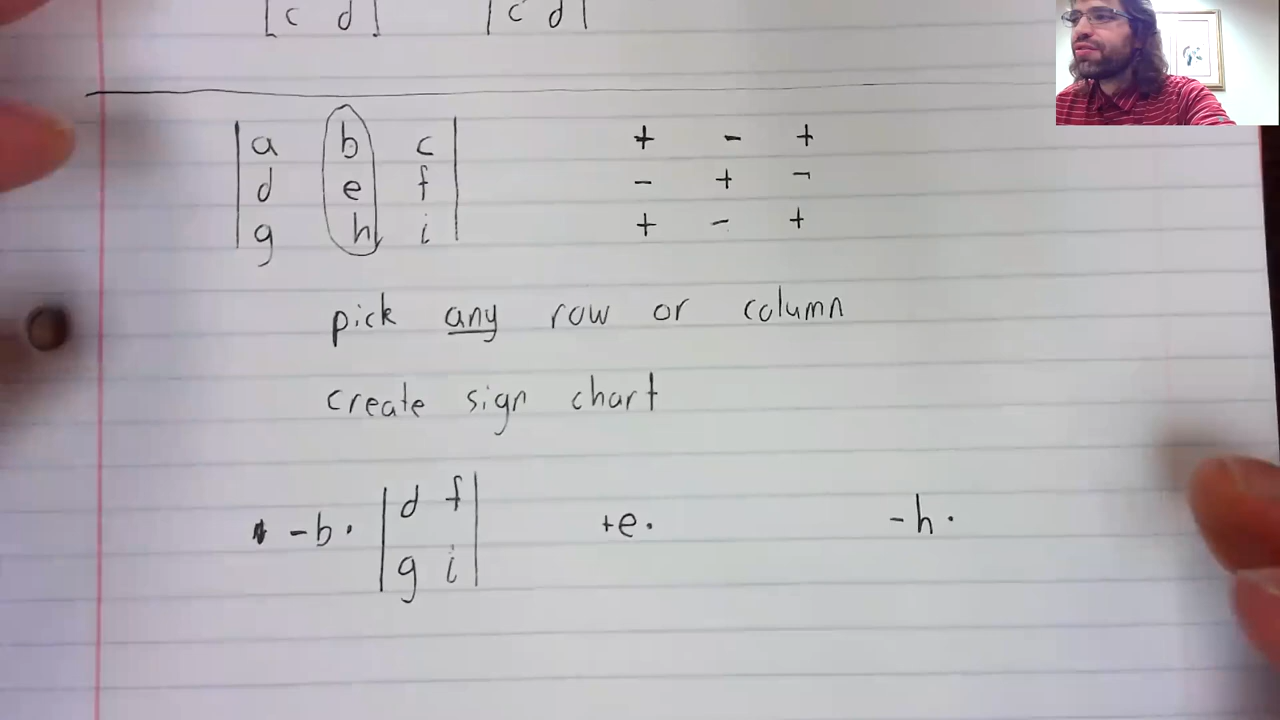 [c d] |c d|
|a b c| + - +
|d e f| - + -
|g h i| + - +
pick any row or column
create sign chart
-b· |d f| +e· -h·
|g i|